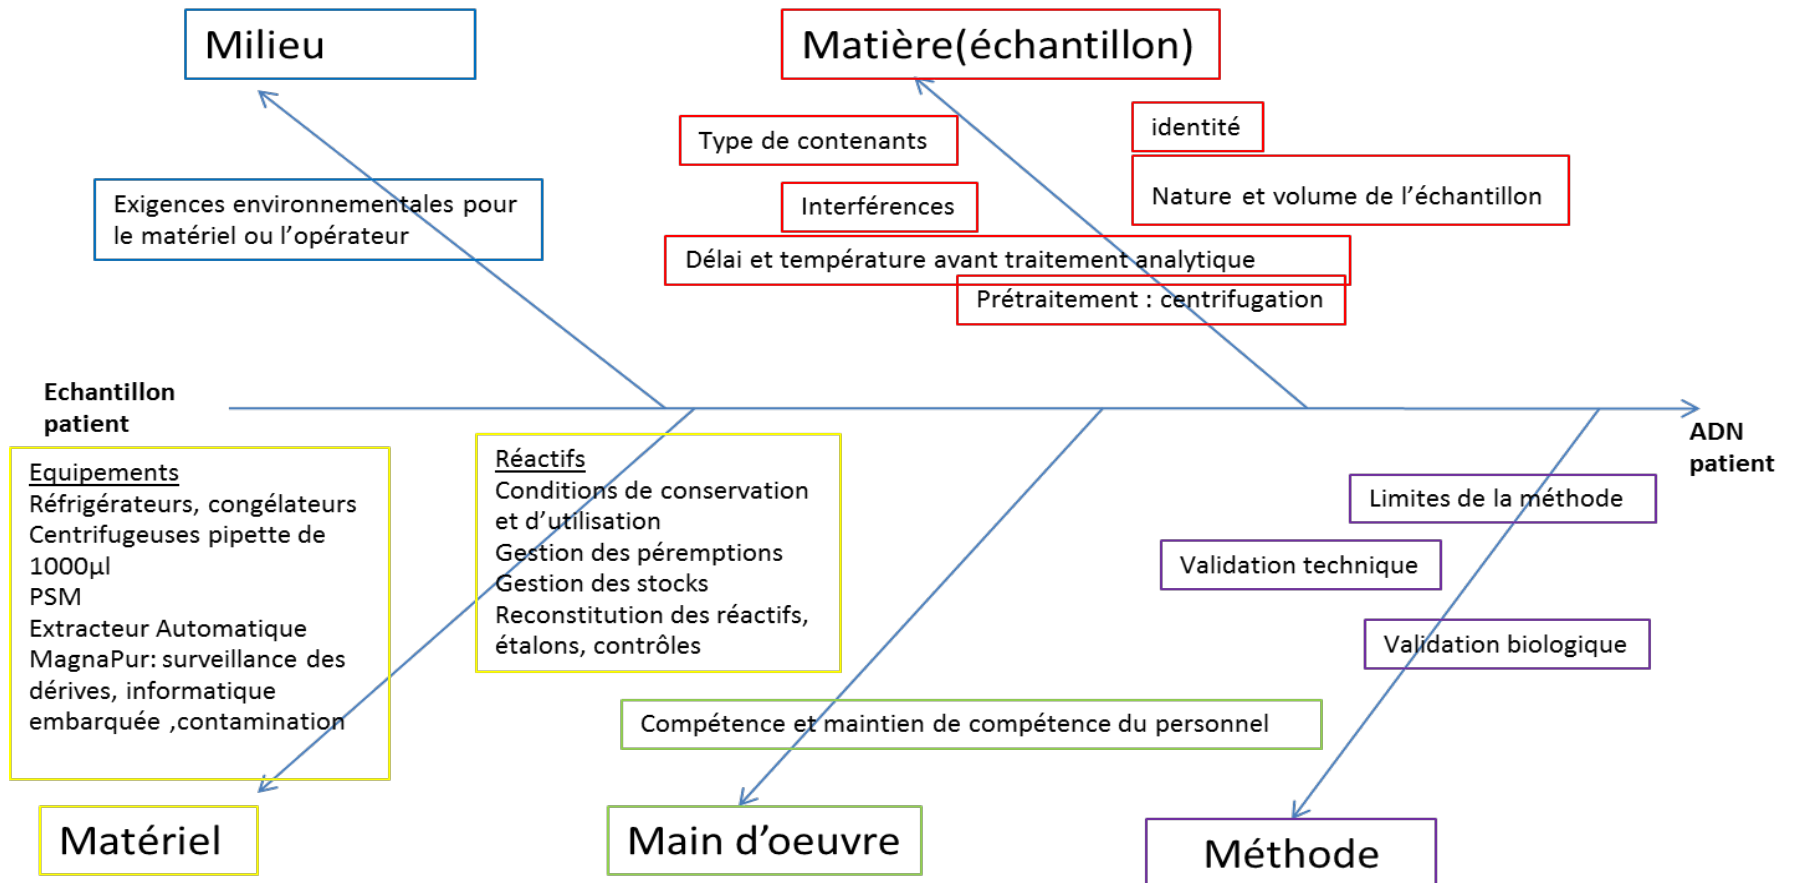 Milieu
Matière(échantillon)
Type de contenants
identité
Exigences environnementales pour
le matériel ou l’opérateur
Interférences
Nature et volume de l’échantillon
Délai et température avant traitement analytique
Prétraitement : centrifugation
Echantillon
patient
ADN
patient
Equipements
Réfrigérateurs, congélateurs
Centrifugeuses pipette de
1000µl
PSM
Extracteur Automatique
MagnaPur: surveillance des
dérives, informatique
embarquée ,contamination
Réactifs
Conditions de conservation
et d’utilisation
Gestion des péremptions
Gestion des stocks
Reconstitution des réactifs,
étalons, contrôles
Limites de la méthode
Validation technique
Validation biologique
Compétence et maintien de compétence du personnel
Matériel
Main d’oeuvre
Méthode